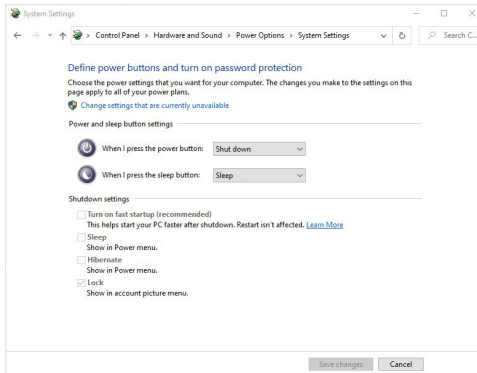 System Settings
Control Panel > Hardware and Sound > Power Options > System Settings
Search C...
Define power buttons and turn on password protection
Choose the power settings that you want for your computer. The changes you make to the settings on this
page apply to all of your power plans.
Change settings that are currently unavailable
Power and sleep button settings
When I press the power button: Shut down
When I press the sleep button: Sleep
Shutdown settings
Turn on fast startup (recommended)
This helps start your PC faster after shutdown. Restart isn't affected. Learn More
Sleep
Show in Power menu.
Hibernate
Show in Power menu.
Lock
Show in account picture menu.
Save changes Cancel